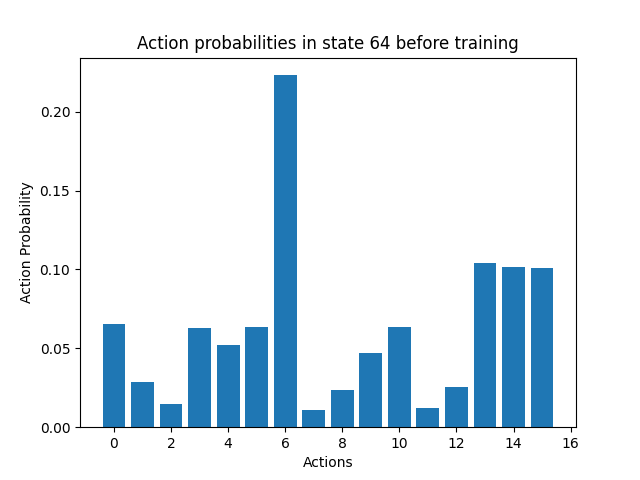 Action probabilities in state 64 before training
0.20
0.15
0.10
0.05
0.00
Action Probability
0 2 4 6 8 10 12 14 16
Actions